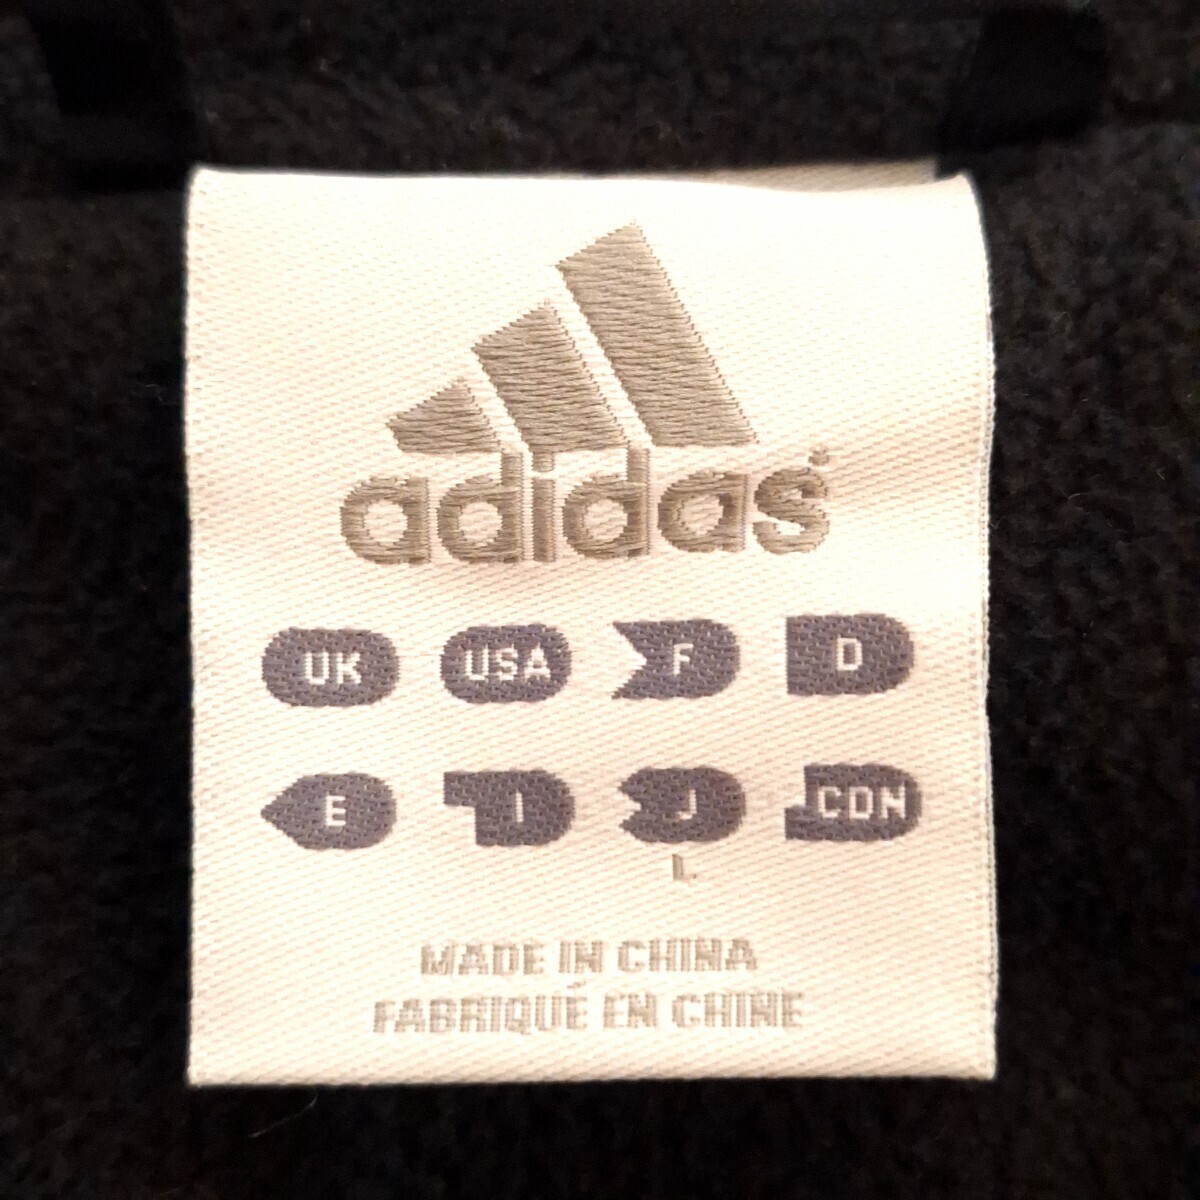 adidas®
UK USA F D
E I J CDN
L
MADE IN CHINA
FABRIQUÉ EN CHINE